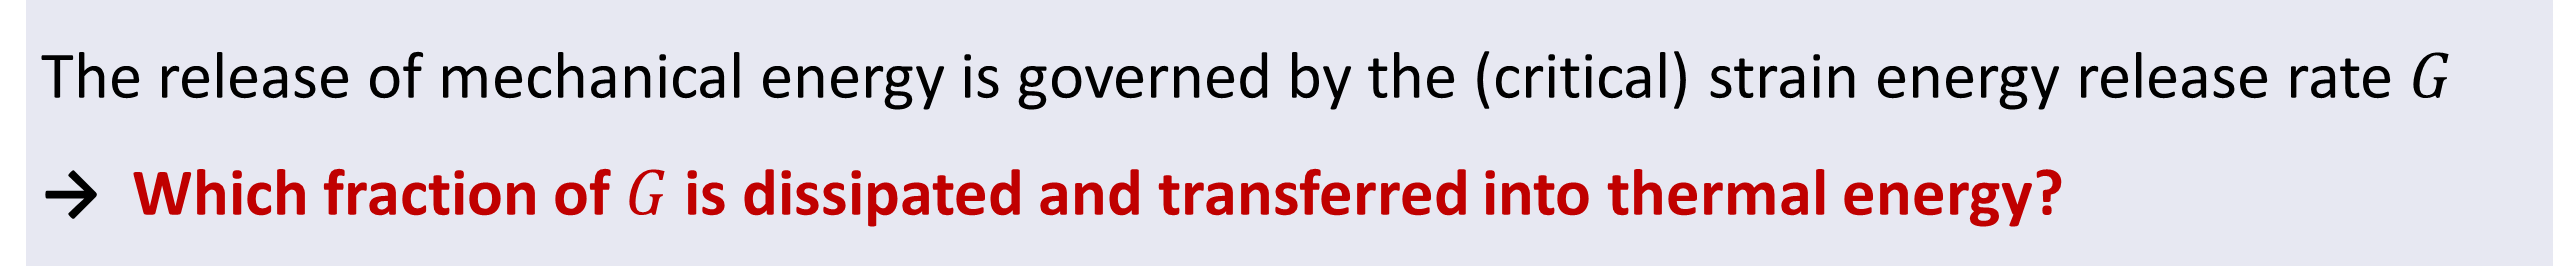 The release of mechanical energy is governed by the (critical) strain energy release rate G
→ Which fraction of G is dissipated and transferred into thermal energy?